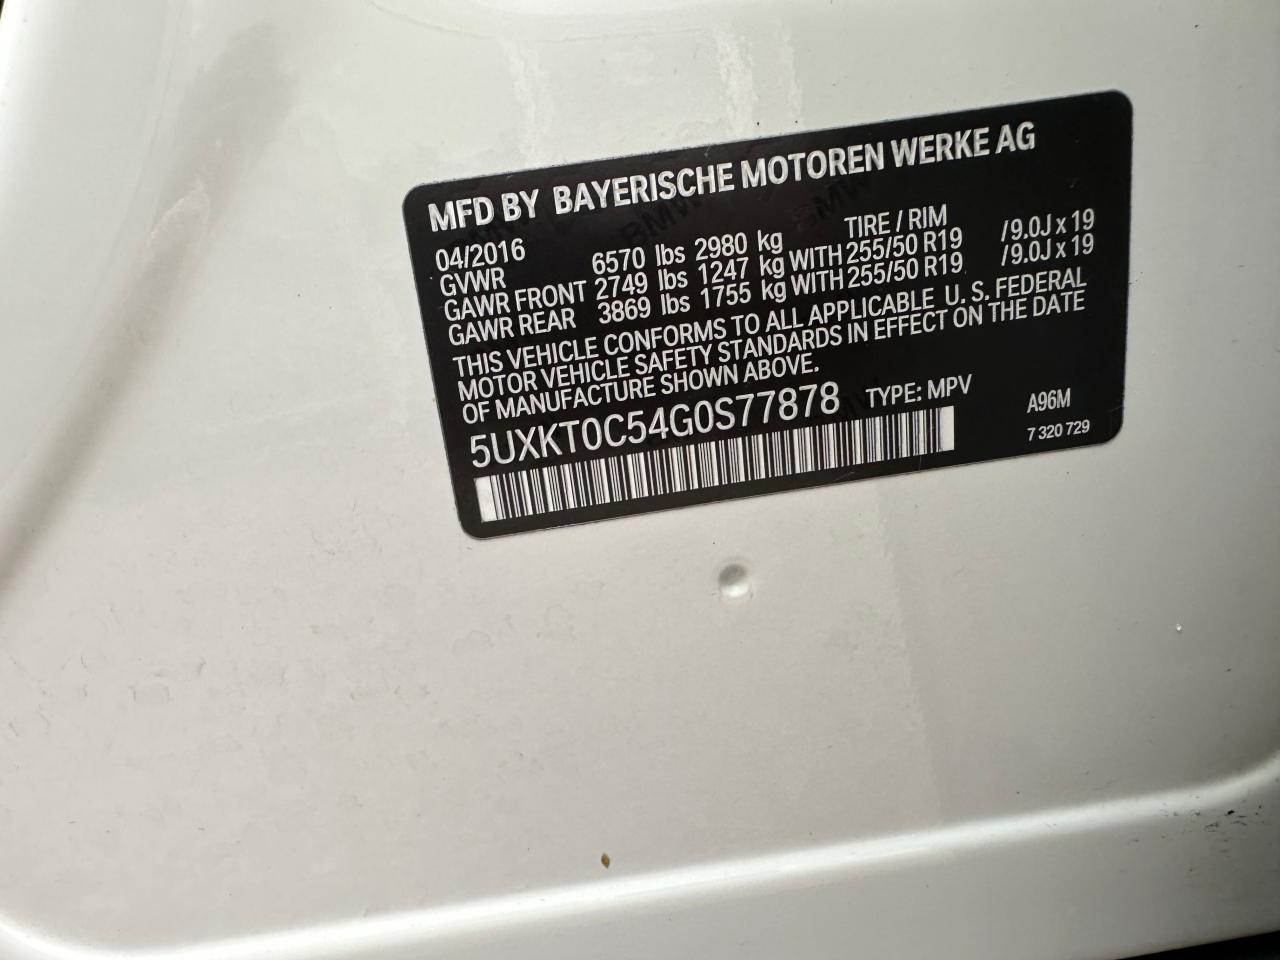 MFD BY BAYERISCHE MOTOREN WERKE AG
04/2016 TIRE / RIM
GVWR 6570 lbs 2980 kg
GAWR FRONT 2749 lbs 1247 kg WITH 255/50 R19 /9.0J x 19
GAWR REAR 3869 lbs 1755 kg WITH 255/50 R19 /9.0J x 19
THIS VEHICLE CONFORMS TO ALL APPLICABLE U. S. FEDERAL
MOTOR VEHICLE SAFETY STANDARDS IN EFFECT ON THE DATE
OF MANUFACTURE SHOWN ABOVE.
5UXKT0C54G0S77878 TYPE: MPV A96M
7 320 729